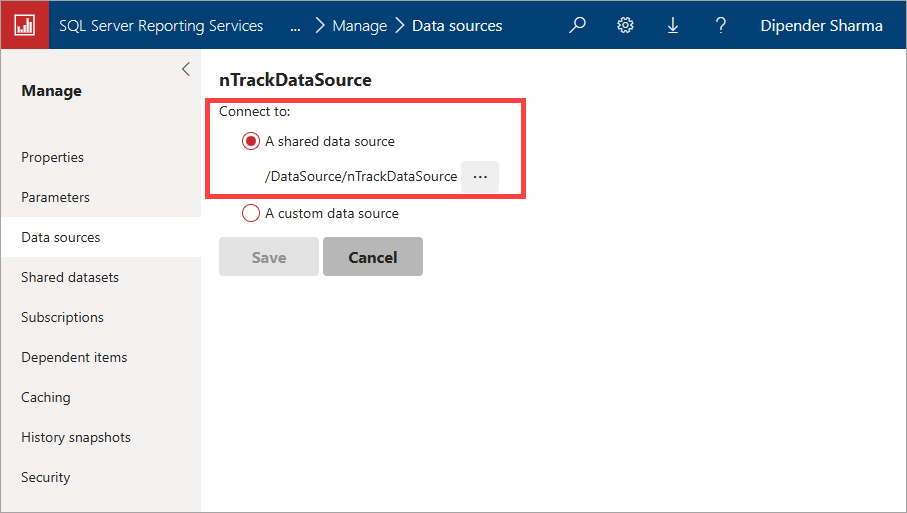 SQL Server Reporting Services ... Manage Data sources ? Dipender Sharma
Manage
Properties
Parameters
Data sources
Shared datasets
Subscriptions
Dependent items
Caching
History snapshots
Security
nTrackDataSource
Connect to:
A shared data source
/DataSource/nTrackDataSource ...
A custom data source
Save Cancel